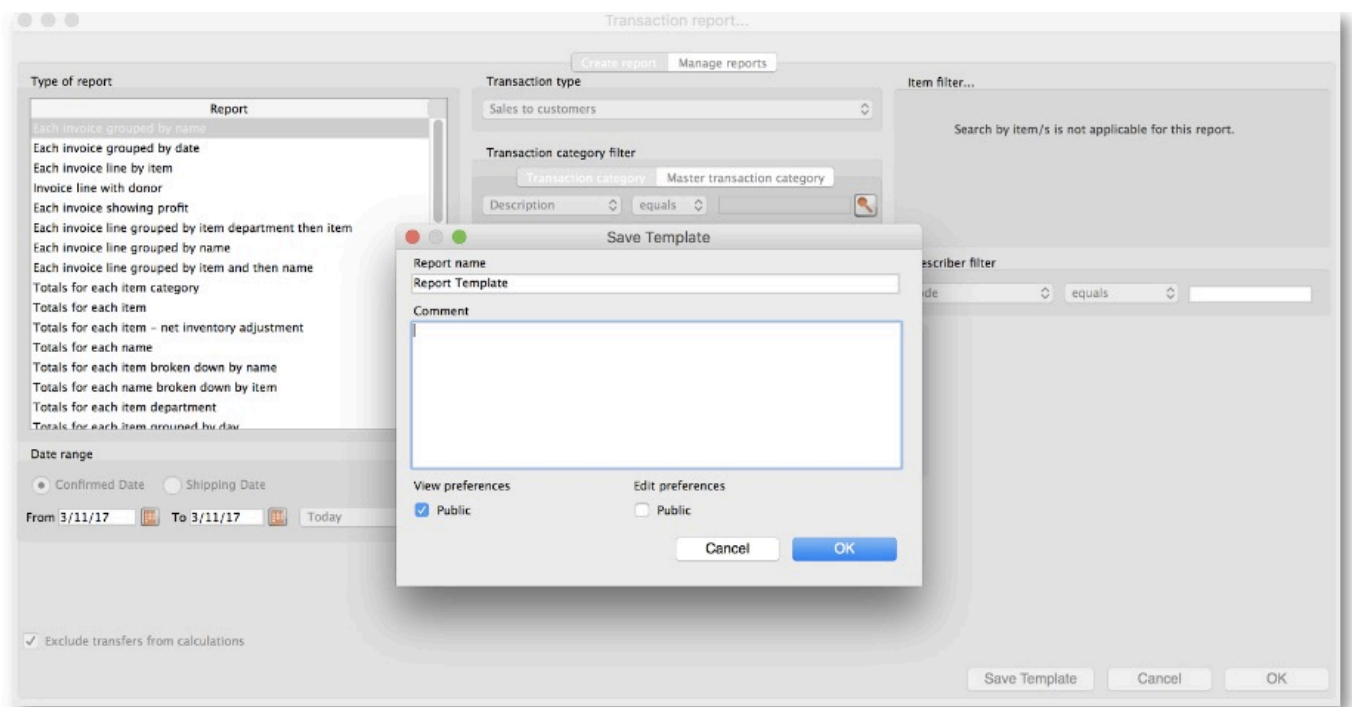 Transaction report...
Create report Manage reports
Type of report
Transaction type
Item filter...
Report
Sales to customers
Search by item/s is not applicable for this report.
Each invoice grouped by name
Each invoice grouped by date
Each invoice line by item
Invoice line with donor
Each invoice showing profit
Each invoice line grouped by item department then item
Each invoice line grouped by name
Each invoice line grouped by item and then name
Totals for each item category
Totals for each item
Totals for each item - net inventory adjustment
Totals for each name
Totals for each item broken down by name
Totals for each name broken down by item
Totals for each item department
Totals for each item grouped by day
Transaction category filter
Transaction category Master transaction category
Description equals
escriber filter
de equals
Save Template
Report name
Report Template
Comment
View preferences Edit preferences
Public Public
Cancel OK
Date range
Confirmed Date Shipping Date
From 3/11/17 To 3/11/17 Today
Exclude transfers from calculations
Save Template Cancel OK